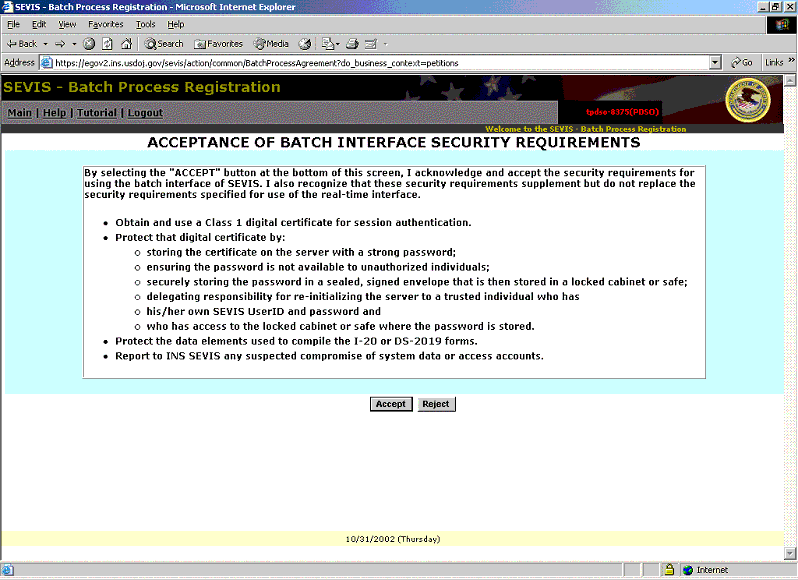 SEVIS - Batch Process Registration - Microsoft Internet Explorer
File Edit View Favorites Tools Help
Back Search Favorites Media
Address https://egov2.ins.usdoj.gov/sevis/action/common/BatchProcessAgreement?do_business_context=petitions Go Links »
SEVIS - Batch Process Registration
Main | Help | Tutorial | Logout
Welcome to the SEVIS - Batch Process Registration
ACCEPTANCE OF BATCH INTERFACE SECURITY REQUIREMENTS
By selecting the "ACCEPT" button at the bottom of this screen, I acknowledge and accept the security requirements for
using the batch interface of SEVIS. I also recognize that these security requirements supplement but do not replace the
security requirements specified for use of the real-time interface.
• Obtain and use a Class 1 digital certificate for session authentication.
• Protect that digital certificate by:
o storing the certificate on the server with a strong password;
o ensuring the password is not available to unauthorized individuals;
o securely storing the password in a sealed, signed envelope that is then stored in a locked cabinet or safe;
o delegating responsibility for re-initializing the server to a trusted individual who has
o his/her own SEVIS UserID and password and
o who has access to the locked cabinet or safe where the password is stored.
• Protect the data elements used to compile the I-20 or DS-2019 forms.
• Report to INS SEVIS any suspected compromise of system data or access accounts.
Accept Reject
10/31/2002 (Thursday)
Internet